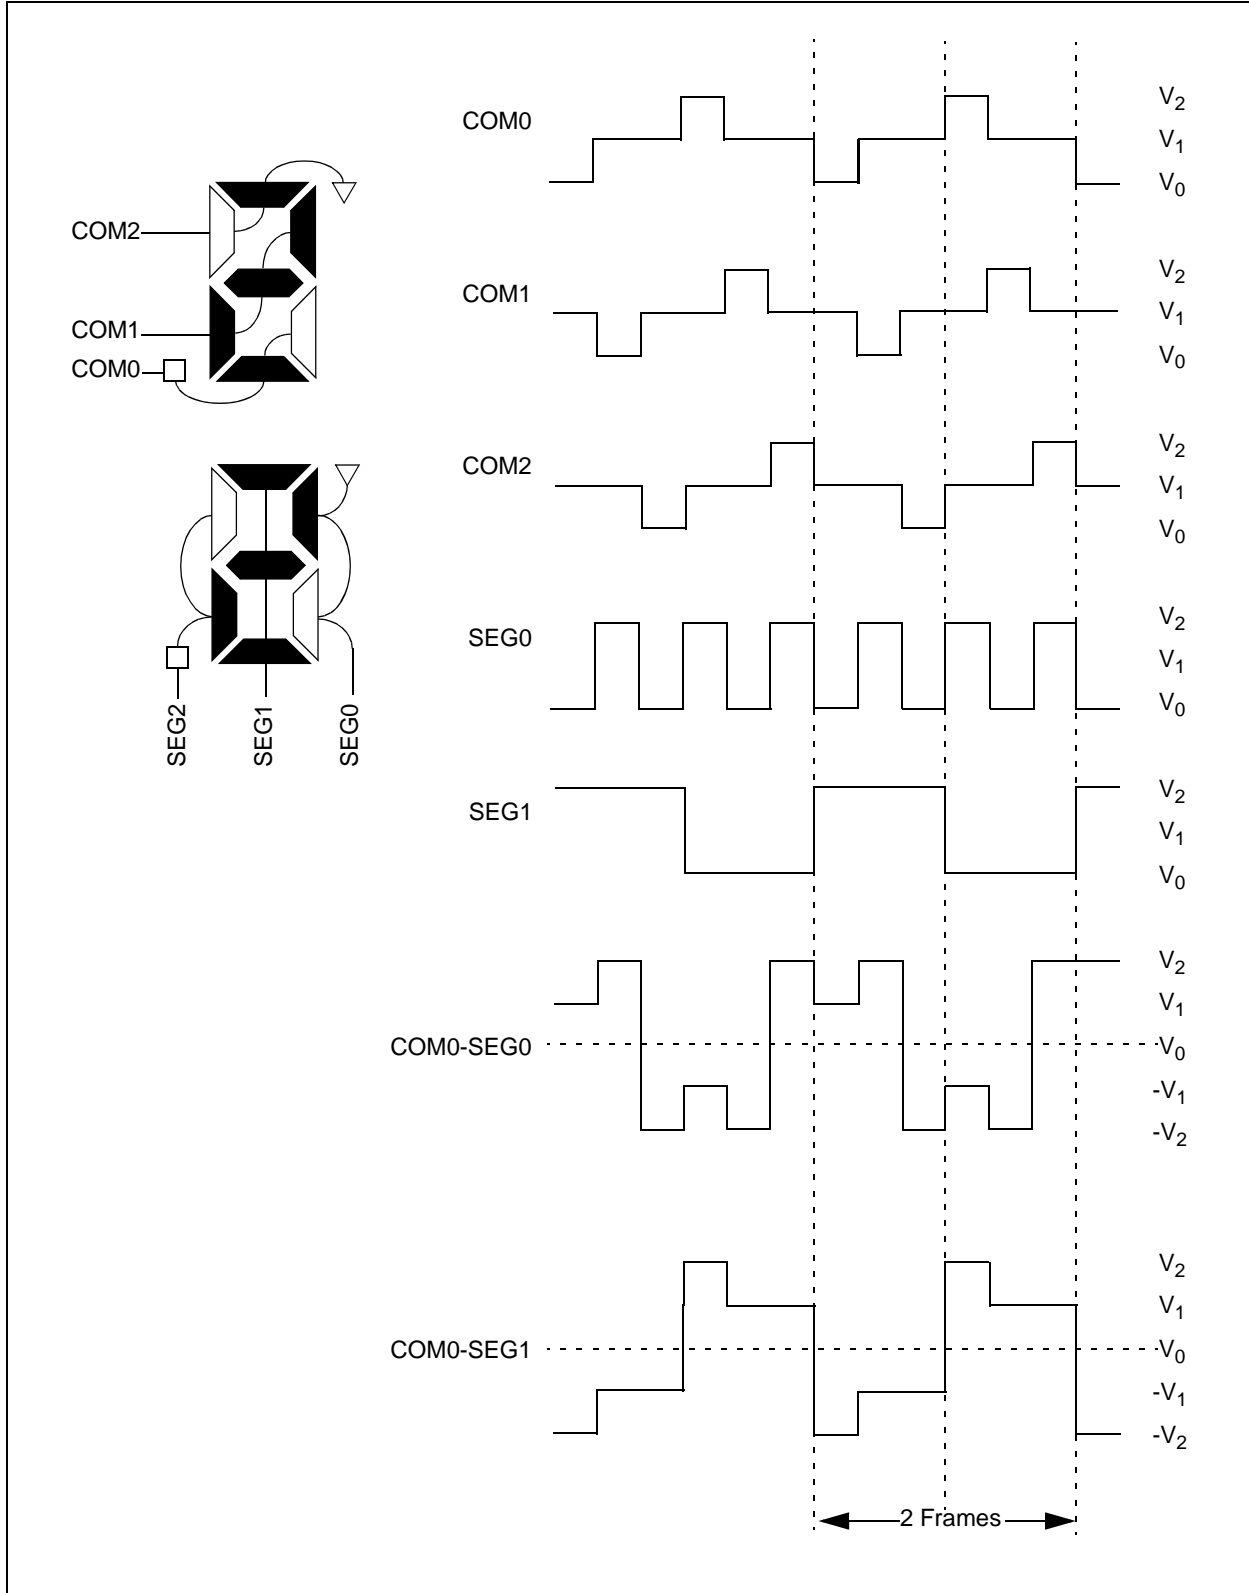 COM0
V2
V1
V0
COM2
COM1
COM0
COM1
V2
V1
V0
COM2
V2
V1
V0
SEG0
V2
V1
V0
SEG2
SEG1
SEG0
SEG1
V2
V1
V0
COM0-SEG0
V2
V1
V0
-V1
-V2
COM0-SEG1
V2
V1
V0
-V1
-V2
2 Frames